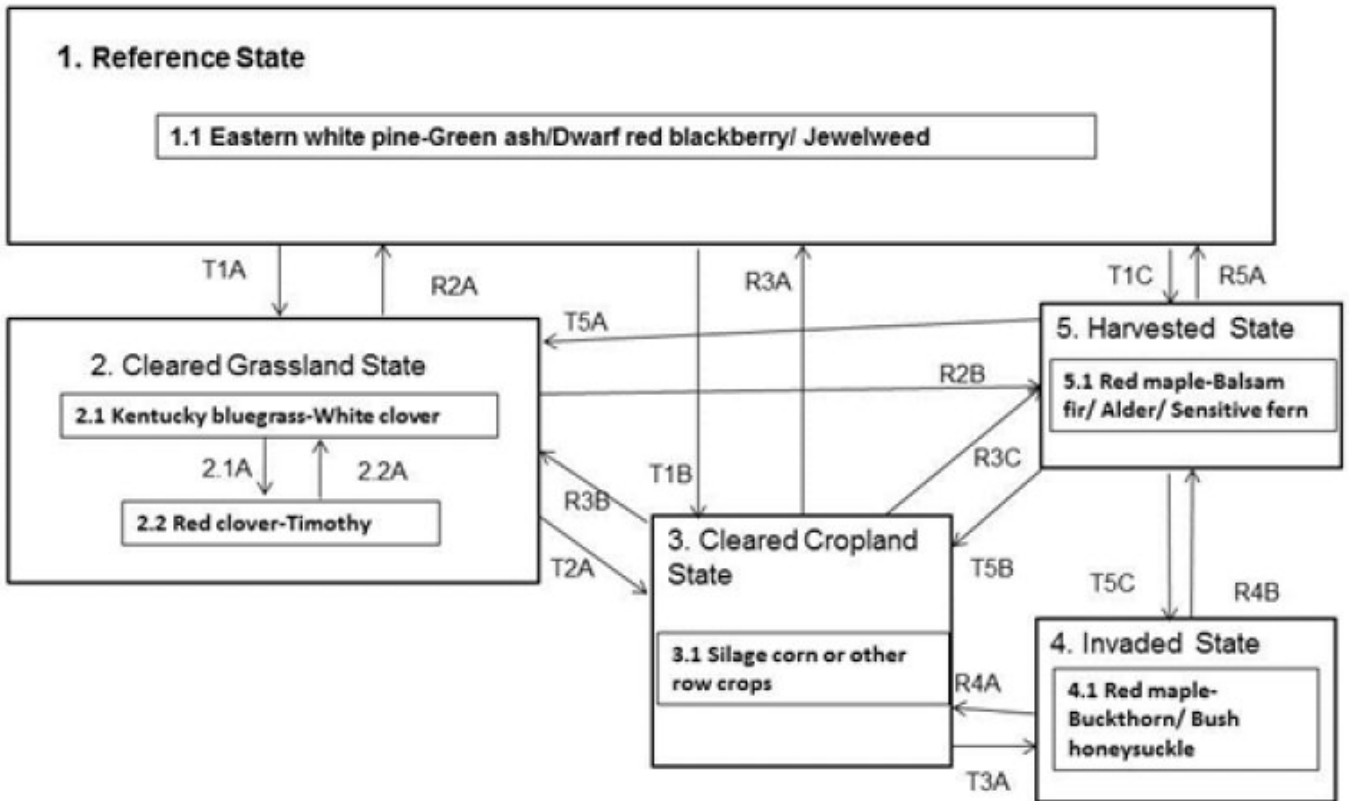 1. Reference State
1.1 Eastern white pine-Green ash/Dwarf red blackberry/ Jewelweed
T1A
R2A
R3A
T1C
R5A
T5A
2. Cleared Grassland State
2.1 Kentucky bluegrass-White clover
2.1A
2.2A
2.2 Red clover-Timothy
R2B
5. Harvested State
5.1 Red maple-Balsam
fir/ Alder/ Sensitive fern
T1B
R3C
R3B
T2A
3. Cleared Cropland
State
3.1 Silage corn or other
row crops
T5B
T5C
R4B
4. Invaded State
4.1 Red maple-
Buckthorn/ Bush
honeysuckle
R4A
T3A